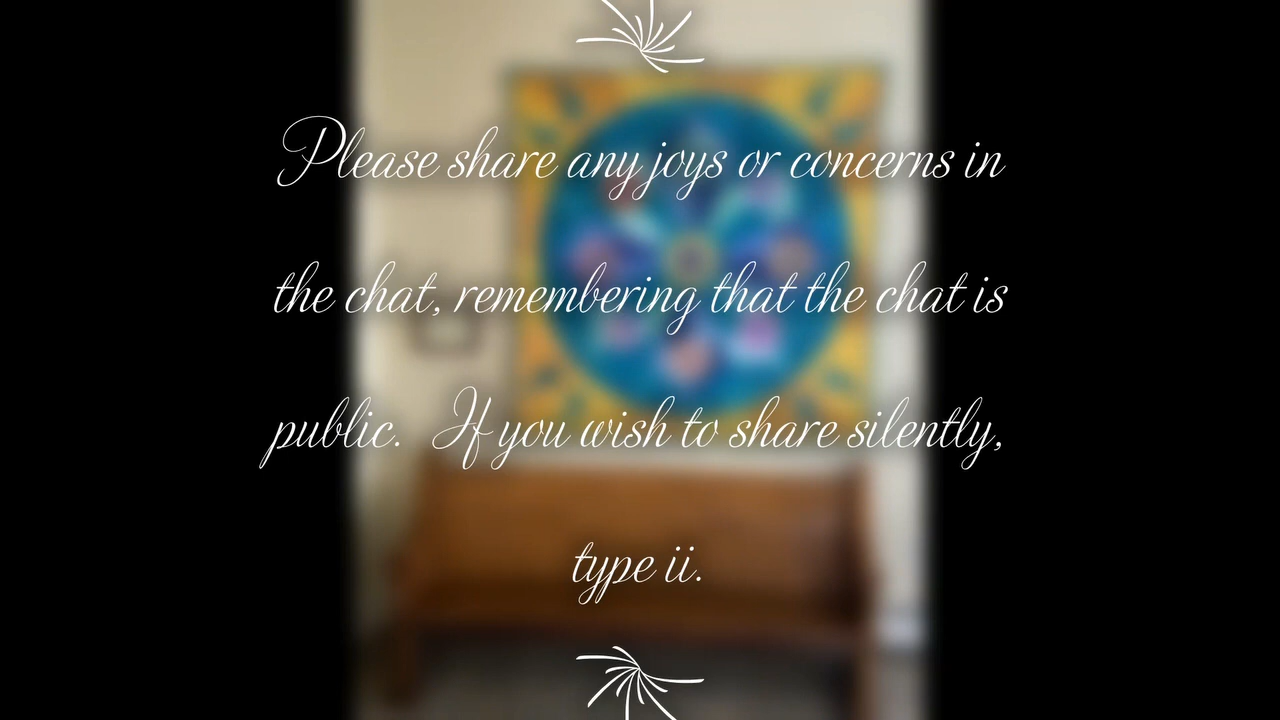 Please share any joys or concerns in
the chat, remembering that the chat is
public.  If you wish to share silently,
type ii.